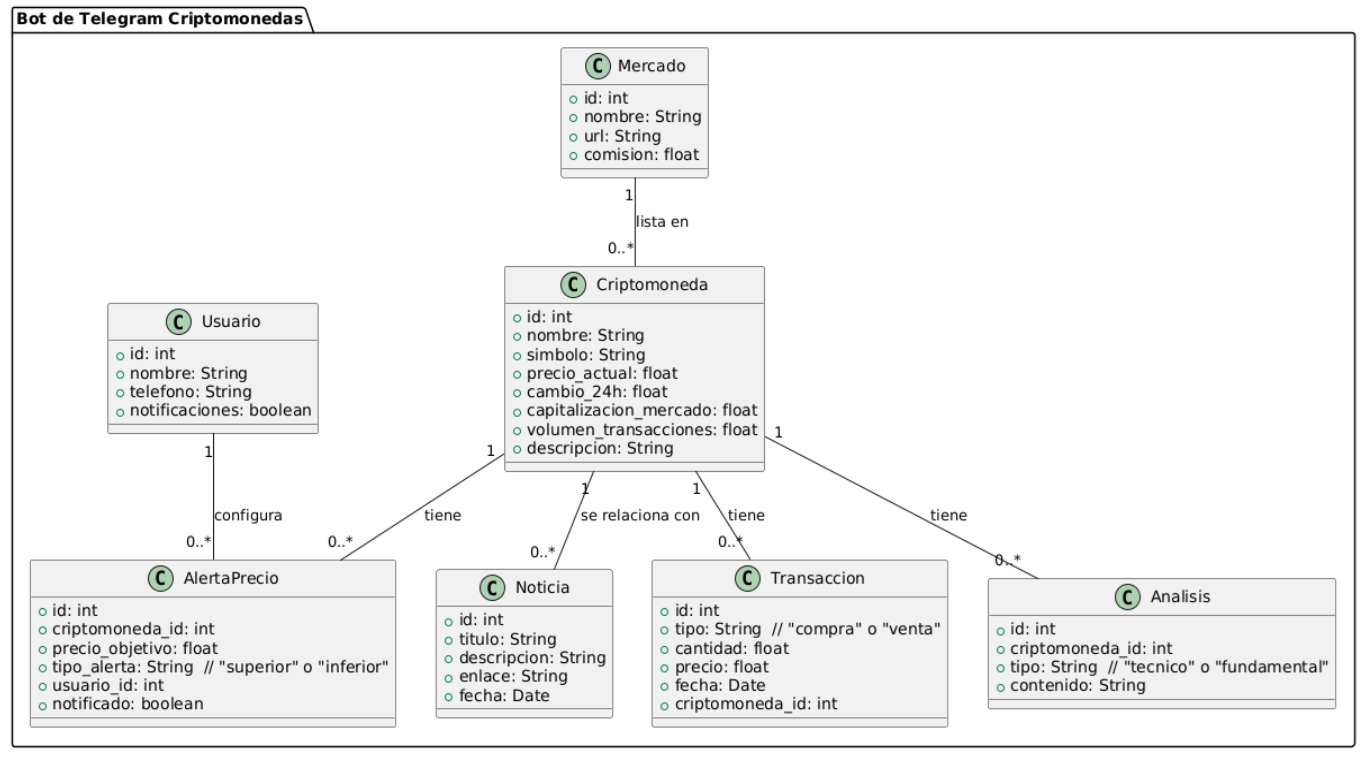 Bot de Telegram Criptomonedas
C Mercado
id: int
nombre: String
url: String
comision: float
1
lista en
0..*
C Criptomoneda
id: int
nombre: String
simbolo: String
precio_actual: float
cambio_24h: float
capitalizacion_mercado: float
volumen_transacciones: float
descripcion: String
C Usuario
id: int
nombre: String
telefono: String
notificaciones: boolean
1
configura
0..*
1
tiene
0..*
1
se relaciona con
0..*
1
tiene
0..*
1
tiene
0..*
C AlertaPrecio
id: int
criptomoneda_id: int
precio_objetivo: float
tipo_alerta: String // "superior" o "inferior"
usuario_id: int
notificado: boolean
C Noticia
id: int
titulo: String
descripcion: String
enlace: String
fecha: Date
C Transaccion
id: int
tipo: String // "compra" o "venta"
cantidad: float
precio: float
fecha: Date
criptomoneda_id: int
C Analisis
id: int
criptomoneda_id: int
tipo: String // "tecnico" o "fundamental"
contenido: String